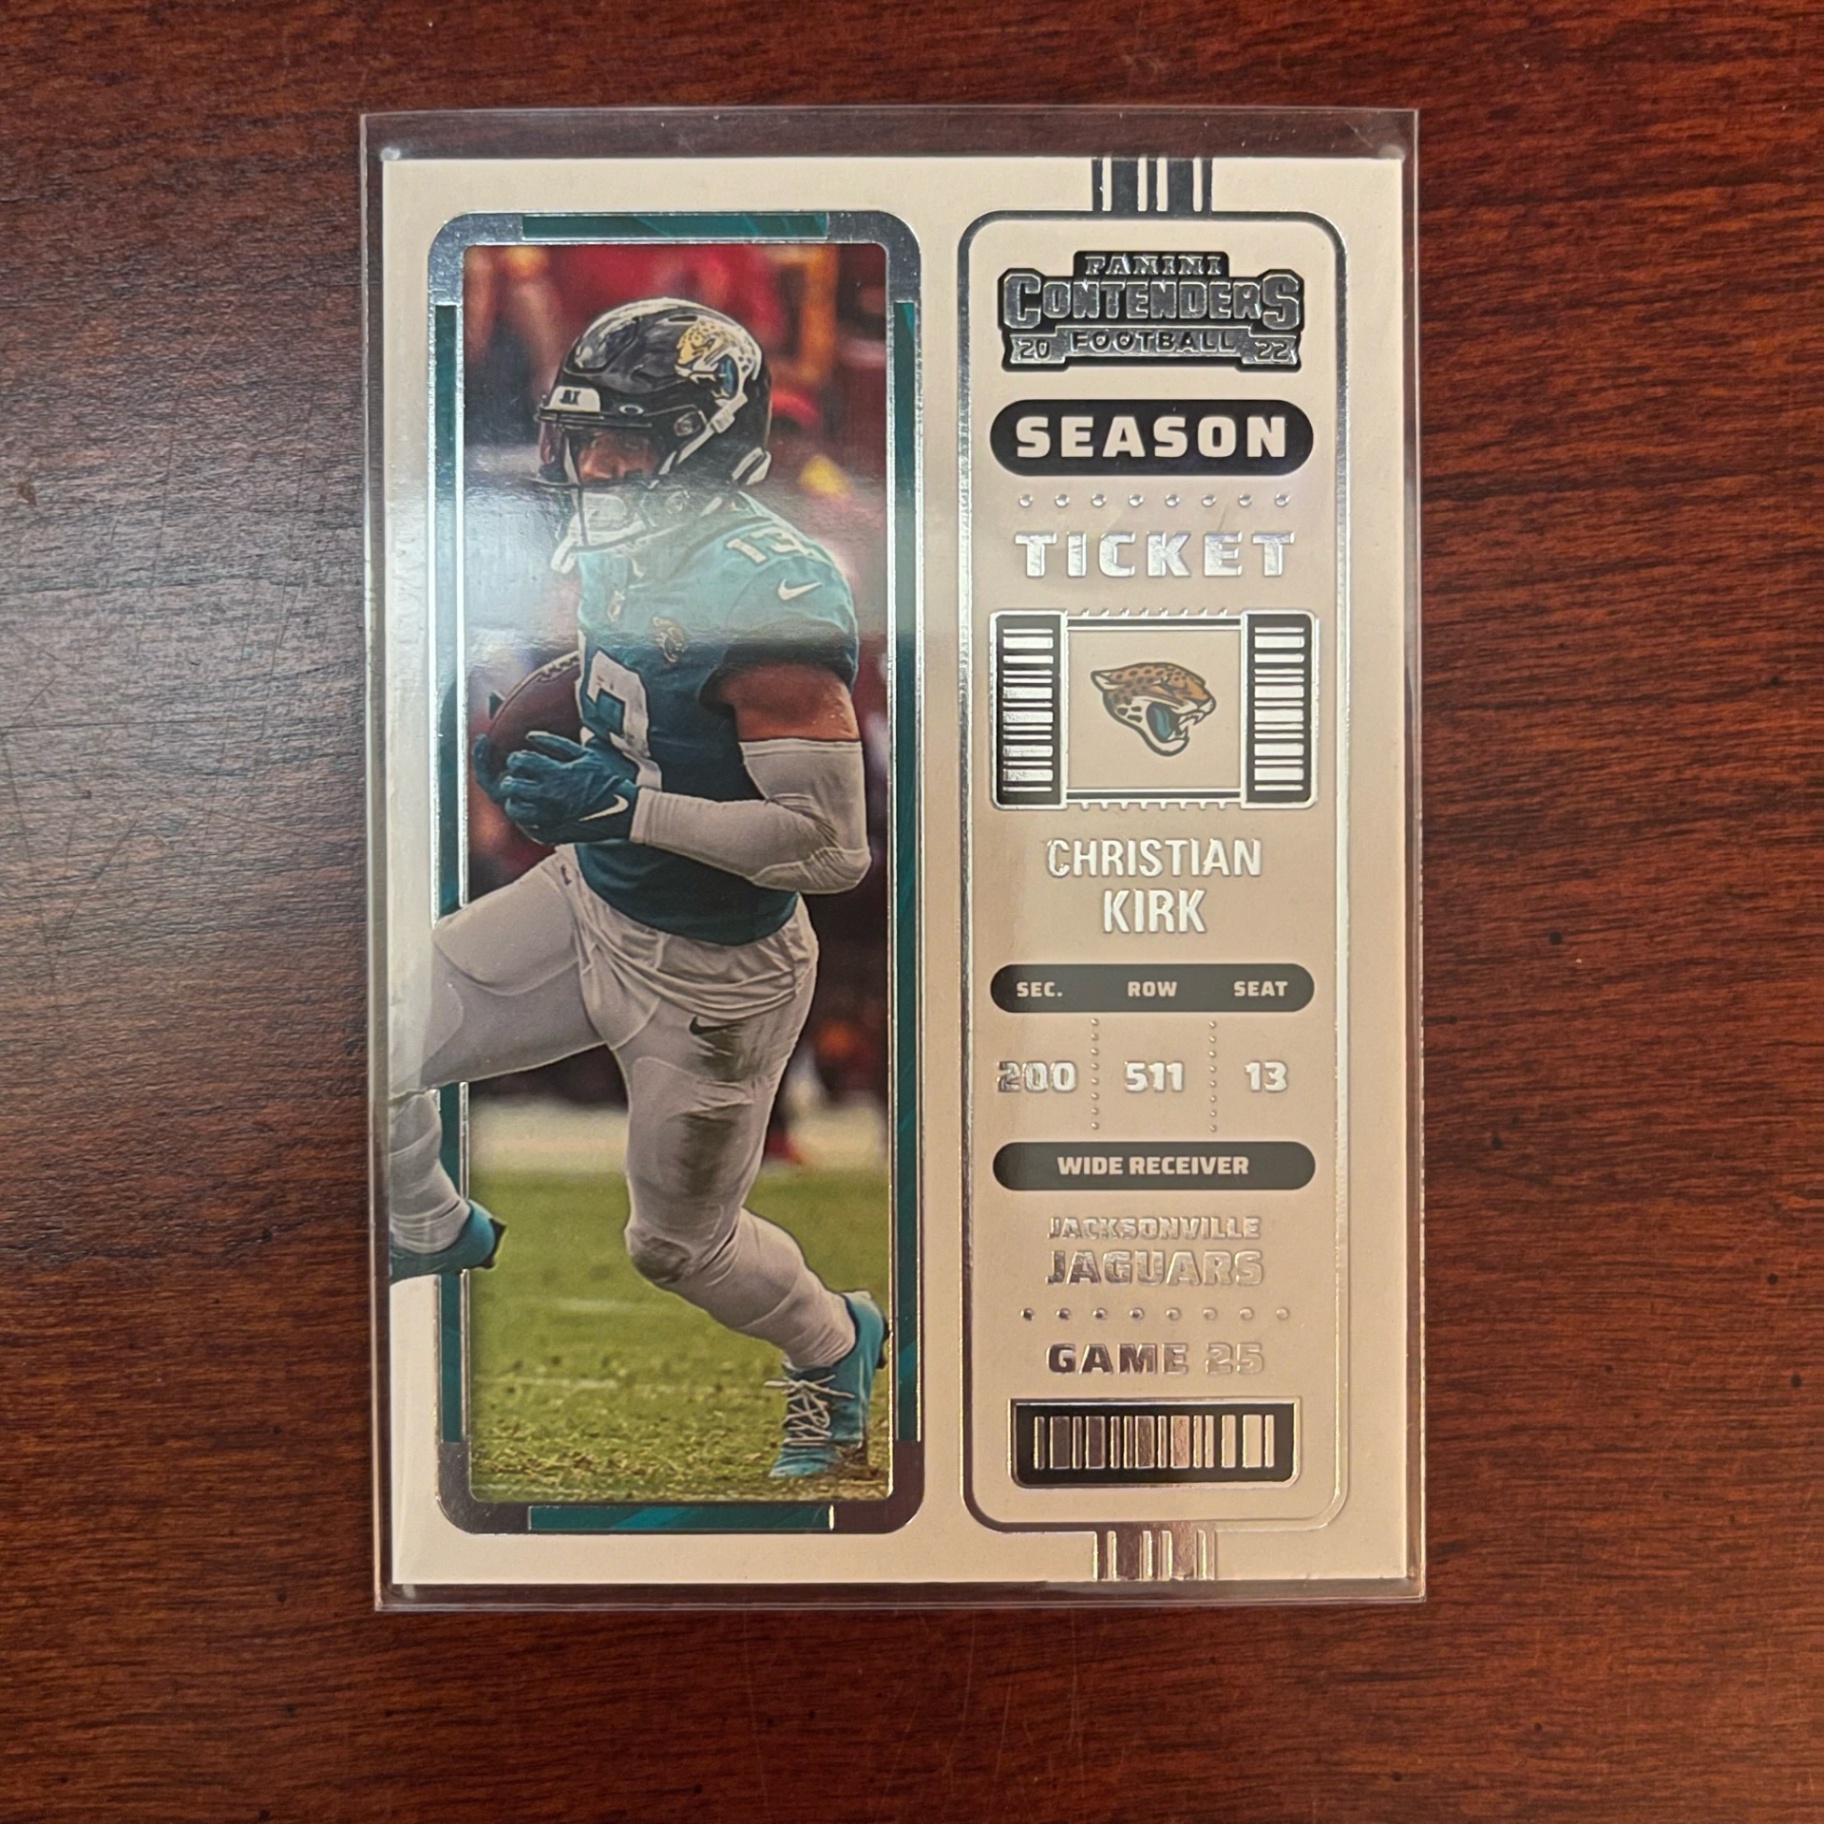 PANINI
CONTENDERS
20 FOOTBALL 22
SEASON
TICKET
CHRISTIAN
KIRK
SEC. ROW SEAT
200 511 13
WIDE RECEIVER
JACKSONVILLE
JAGUARS
GAME 25
13